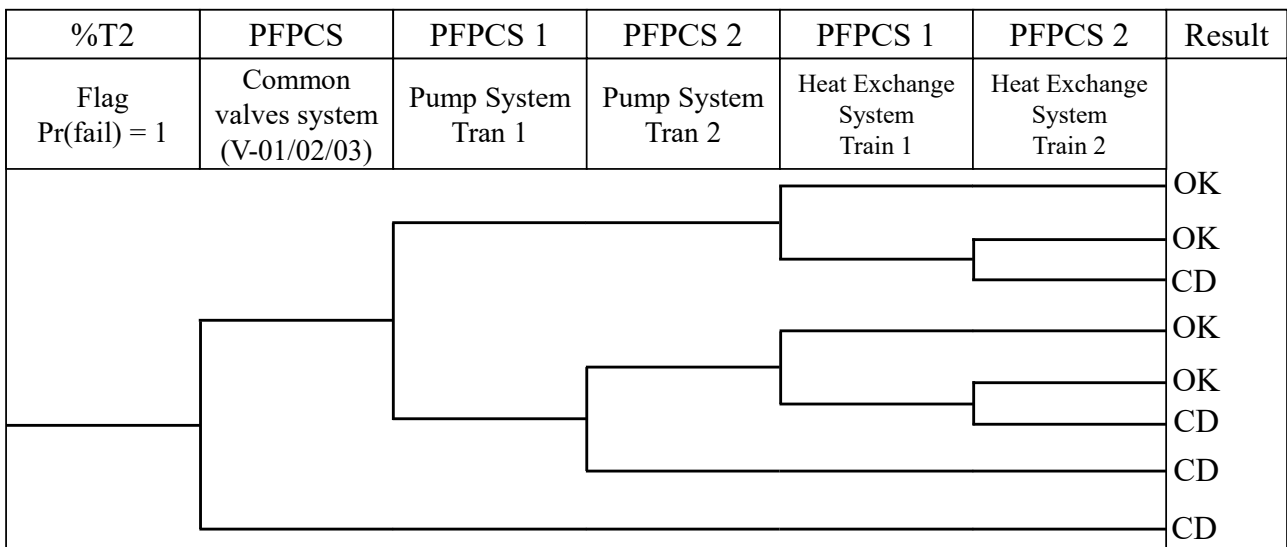 %T2 PFPCS PFPCS 1 PFPCS 2 PFPCS 1 PFPCS 2 Result
Flag
Pr(fail) = 1
Common
valves system
(V-01/02/03)
Pump System
Tran 1
Pump System
Tran 2
Heat Exchange
System
Train 1
Heat Exchange
System
Train 2
OK
OK
CD
OK
OK
CD
CD
CD